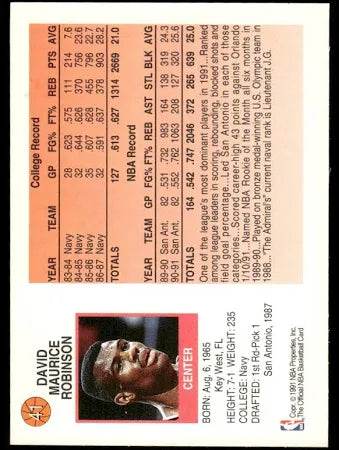 41
DAVID
MAURICE
ROBINSON
CENTER
BORN: Aug. 6, 1965
Key West, FL
HEIGHT: 7-1 WEIGHT: 235
COLLEGE: Navy
DRAFTED: 1st Rd-Pick 1
San Antonio, 1987
Copr. © 1991 NBA Properties, Inc.
The Official NBA Basketball Card
NBA
College Record
YEAR TEAM GP FG% FT% REB PTS AVG
83-84 Navy 28 .623 .575 111 214 7.6
84-85 Navy 32 .644 .626 370 756 23.6
85-86 Navy 35 .607 .628 455 796 22.7
86-87 Navy 32 .591 .637 378 903 28.2
TOTALS 127 .613 .627 1314 2669 21.0
NBA Record
YEAR TEAM GP FG% FT% REB AST STL BLK AVG
89-90 San Ant. 82 .531 .732 983 164 138 319 24.3
90-91 San Ant. 82 .552 .762 1063 208 127 320 25.6
TOTALS 164 .542 .747 2046 372 265 639 25.0
One of the league's most dominant players in 1991...Ranked
among league leaders in scoring, rebounding, blocked shots and
field goal percentage...Led San Antonio in each of those
categories...Scored career-high 43 points against Orlando
1/10/91...Named NBA Rookie of the Month all six months in
1989-90...Played on bronze medal-winning U.S. Olympic team in
1988..."The Admiral's" current naval rank is Lieutenant J.G.